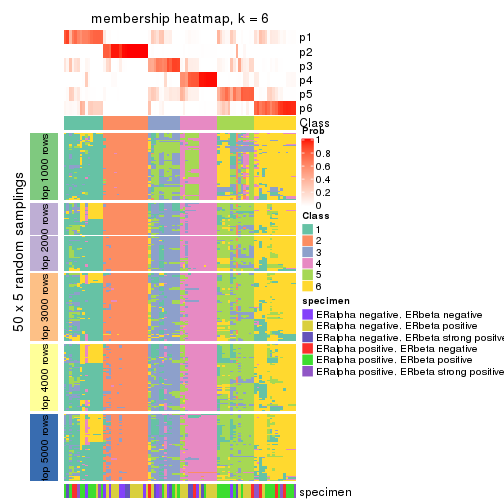 membership heatmap, k = 6
p1
p2
p3
p4
p5
p6
Class
Prob
1
0.8
0.6
0.4
0.2
0
Class
1
2
3
4
5
6
specimen
ERalpha negative. ERbeta negative
ERalpha negative. ERbeta positive
ERalpha negative. ERbeta strong positive
ERalpha positive. ERbeta negative
ERalpha positive. ERbeta positive
ERalpha positive. ERbeta strong positive
50 x 5 random samplings
top 1000 rows
top 2000 rows
top 3000 rows
top 4000 rows
top 5000 rows
specimen